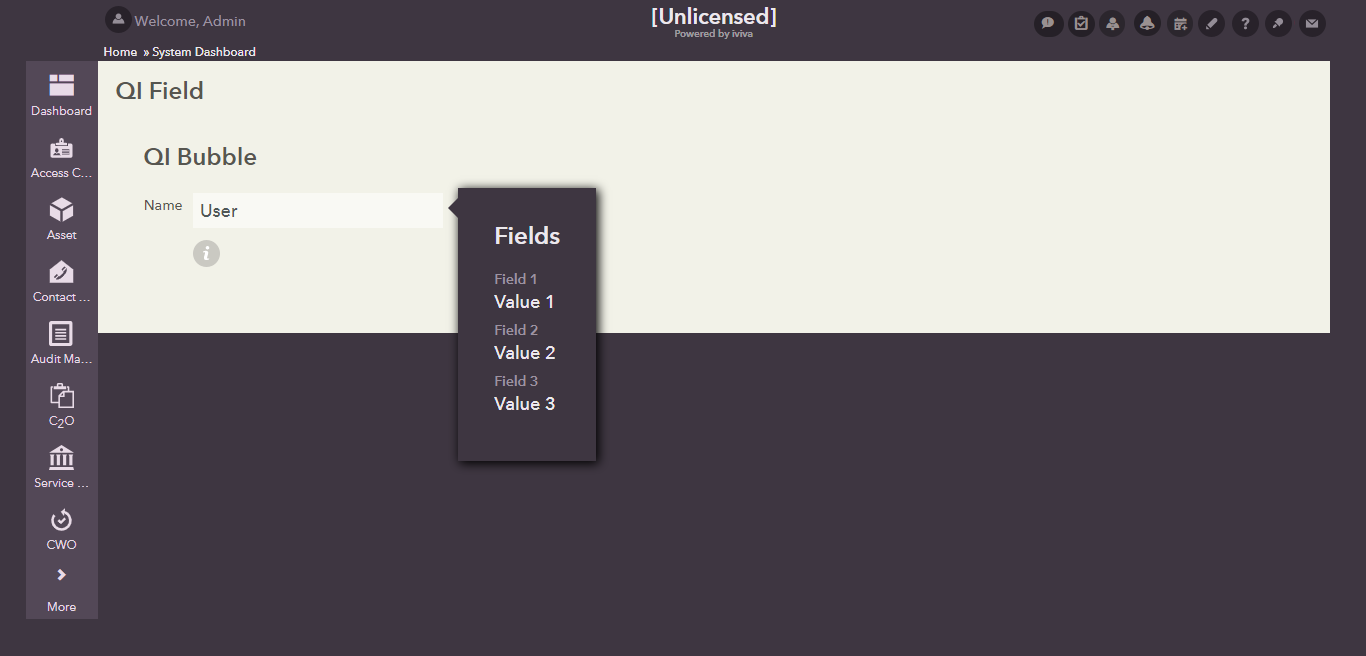 Welcome, Admin
[Unlicensed]
Powered by iviva
Home » System Dashboard
Dashboard
Access C...
Asset
Contact ...
Audit Ma...
C2O
Service ...
CWO
More
QI Field
QI Bubble
Name
User
i
Fields
Field 1
Value 1
Field 2
Value 2
Field 3
Value 3
?